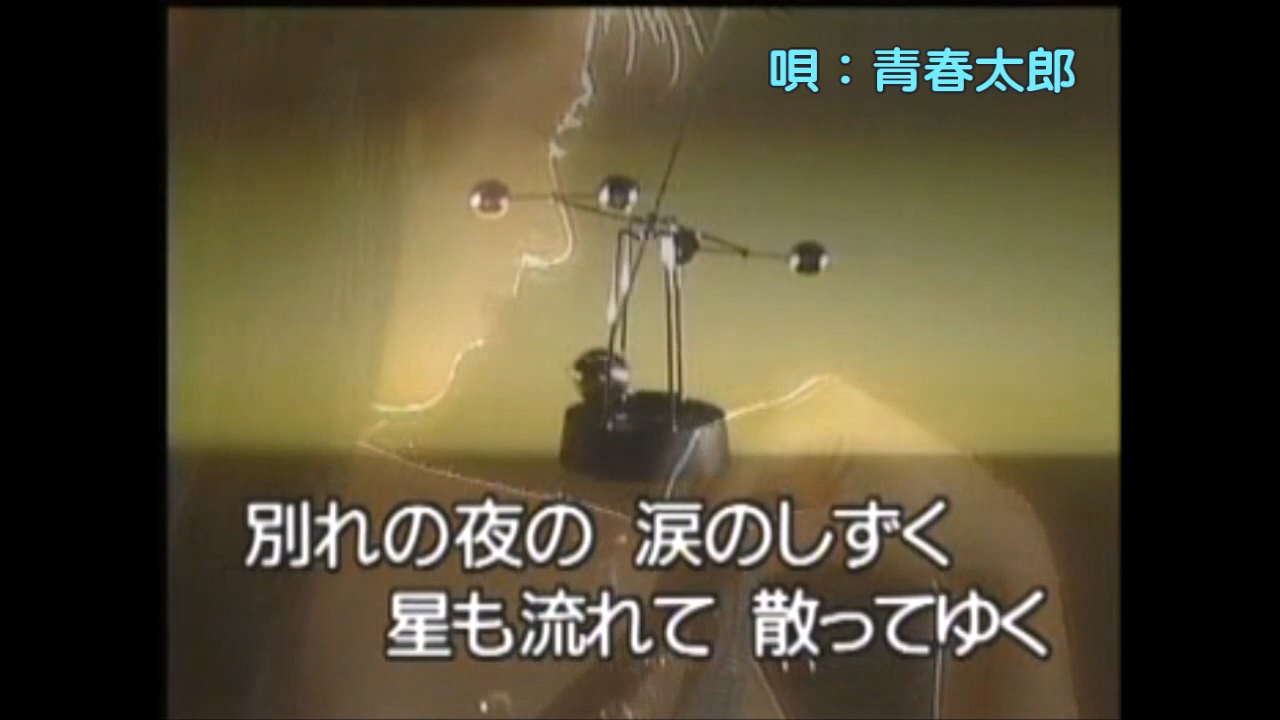 唄：青春太郎
別れの夜の 涙のしずく
星も流れて 散ってゆく